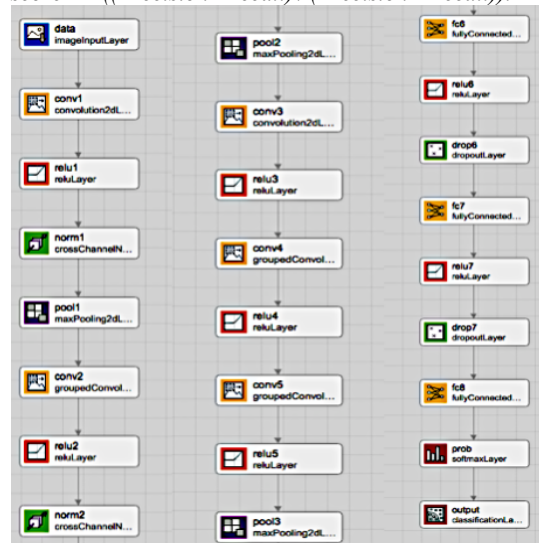 data
imageInputLayer
conv1
convolution2dL...
relu1
reluLayer
norm1
crossChannelN...
pool1
maxPooling2dL...
conv2
groupedConvol...
relu2
reluLayer
norm2
crossChannelN...
pool2
maxPooling2dL...
conv3
convolution2dL...
relu3
reluLayer
conv4
groupedConvol...
relu4
reluLayer
conv5
groupedConvol...
relu5
reluLayer
pool3
maxPooling2dL...
fc6
fullyConnected...
relu6
reluLayer
drop6
dropoutLayer
fc7
fullyConnected...
relu7
reluLayer
drop7
dropoutLayer
fc8
fullyConnected...
prob
softmaxLayer
output
classificationLa...